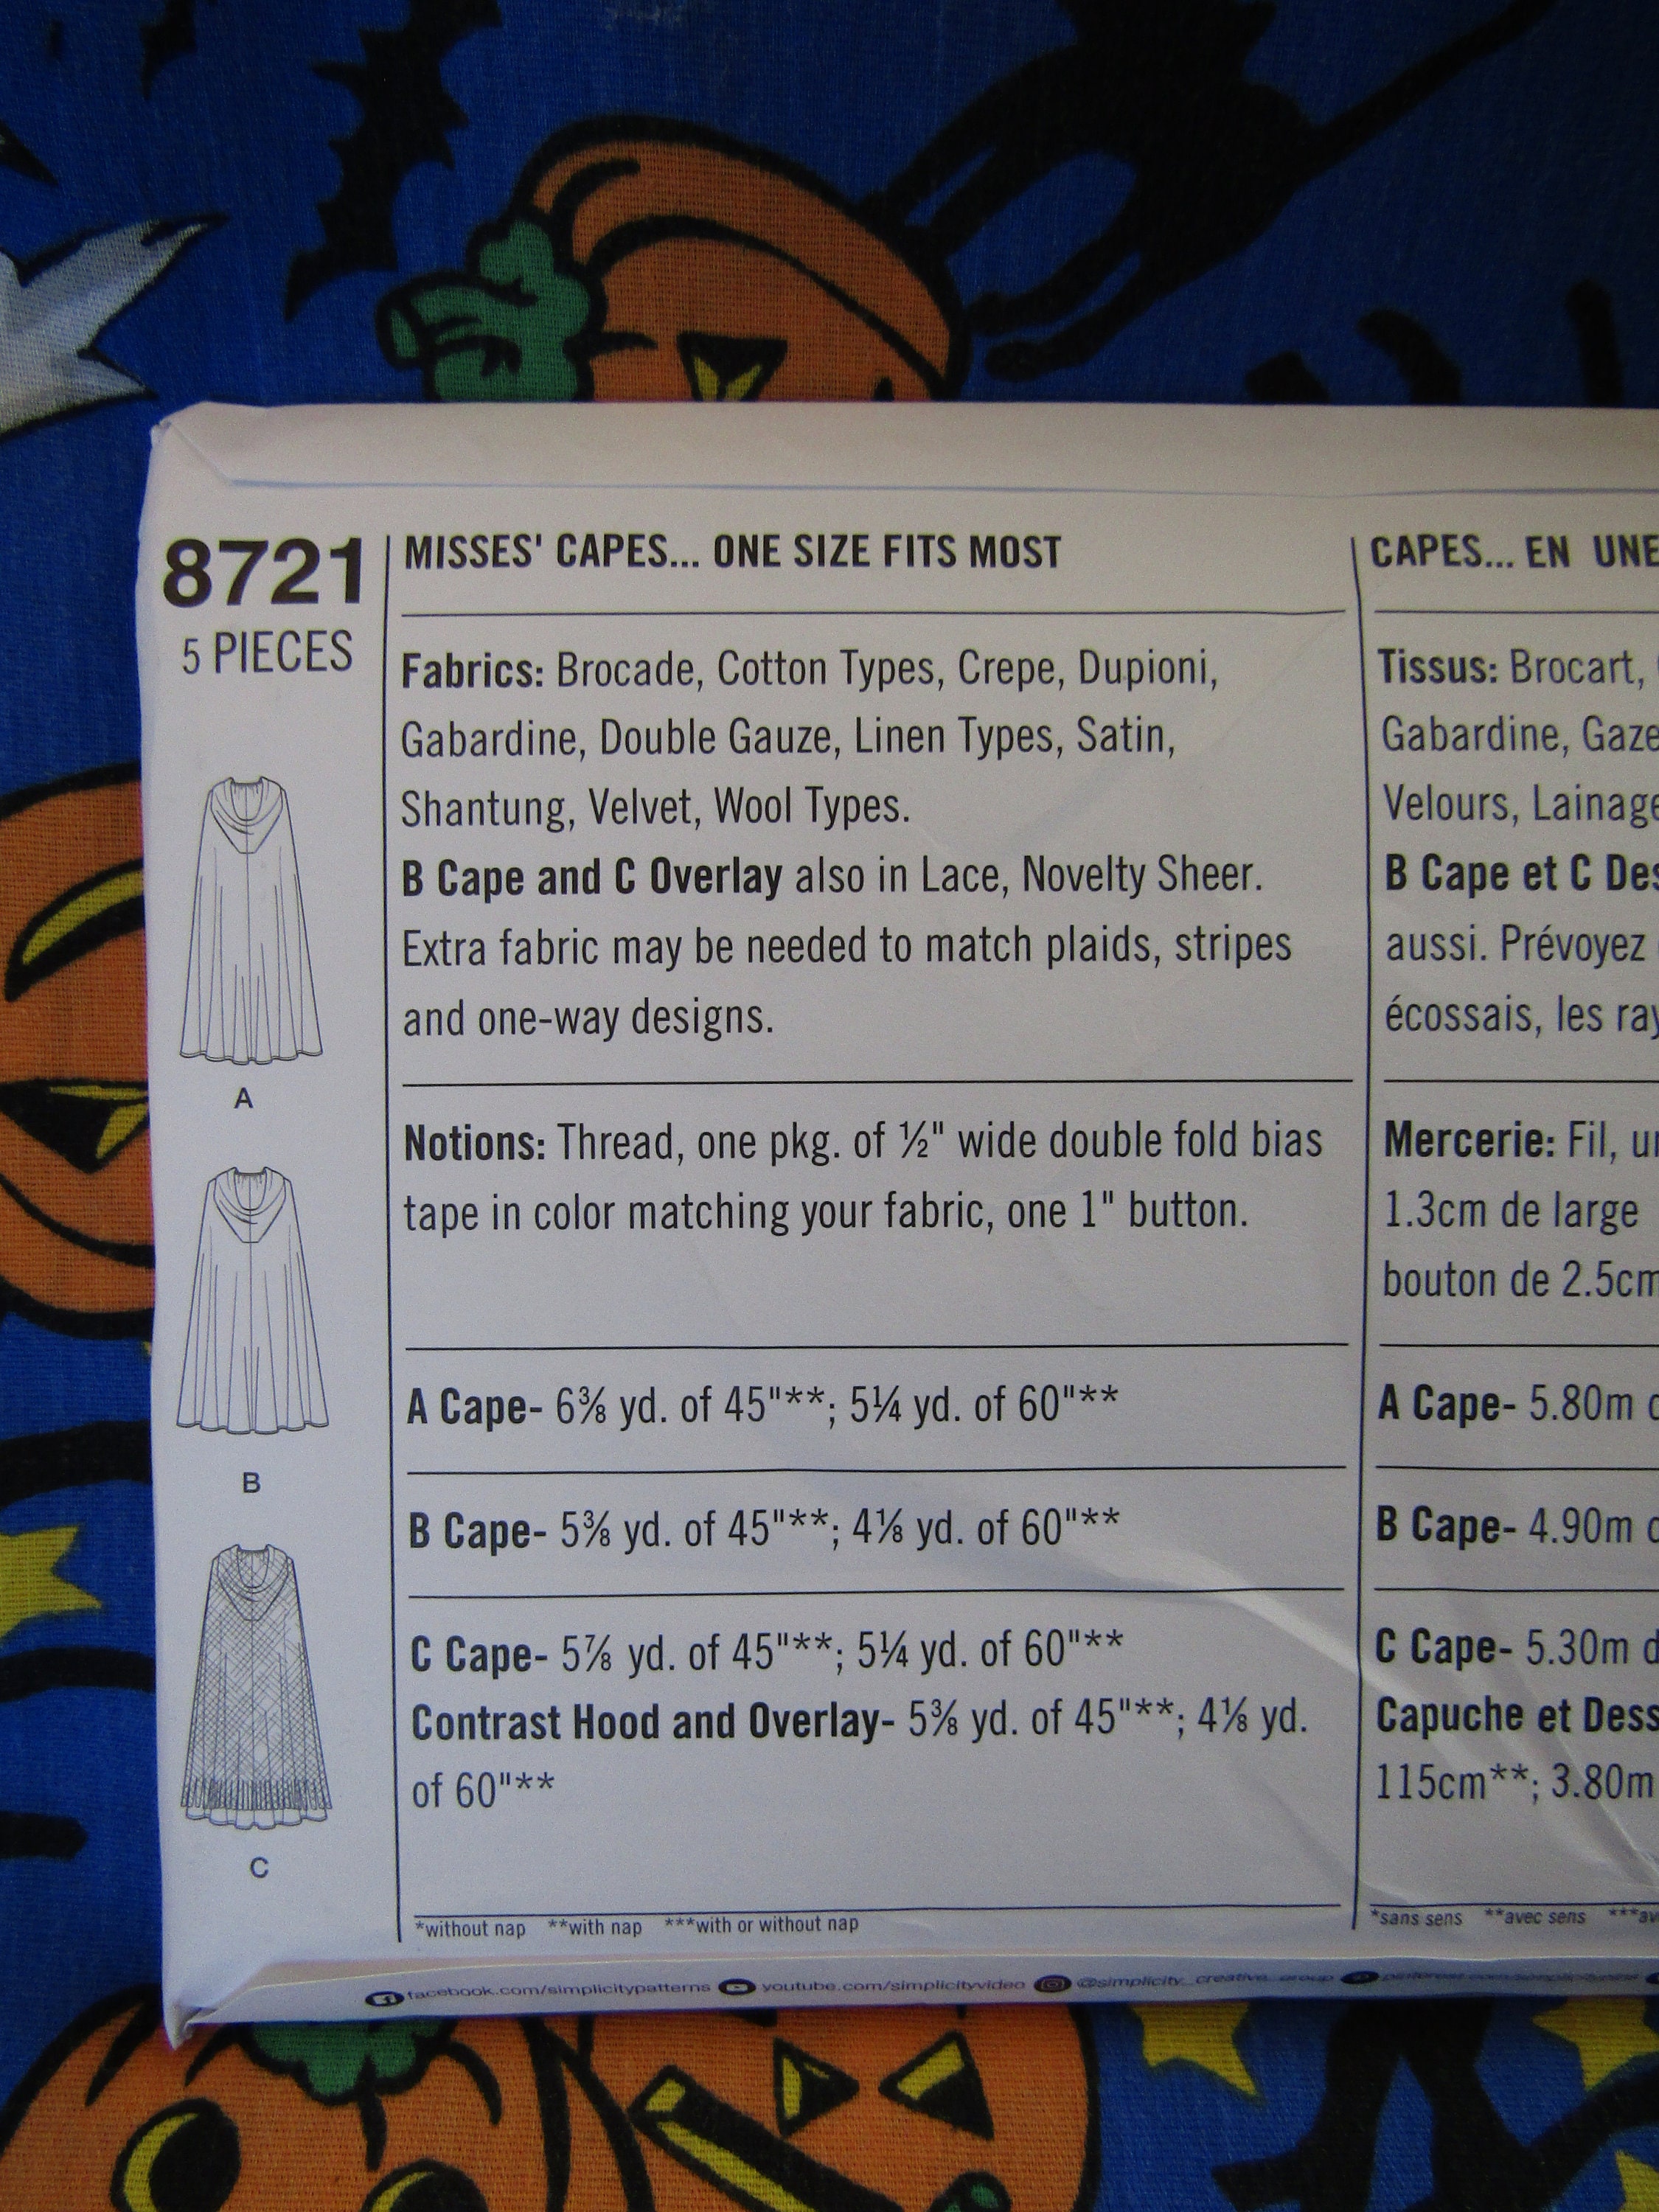 8721
5 PIECES
A
B
C
MISSES' CAPES... ONE SIZE FITS MOST
Fabrics: Brocade, Cotton Types, Crepe, Dupioni,
Gabardine, Double Gauze, Linen Types, Satin,
Shantung, Velvet, Wool Types.
B Cape and C Overlay also in Lace, Novelty Sheer.
Extra fabric may be needed to match plaids, stripes
and one-way designs.
Notions: Thread, one pkg. of ½" wide double fold bias
tape in color matching your fabric, one 1" button.
A Cape- 6⅜ yd. of 45"**; 5¼ yd. of 60"**
B Cape- 5⅜ yd. of 45"**; 4⅛ yd. of 60"**
C Cape- 5⅞ yd. of 45"**; 5¼ yd. of 60"**
Contrast Hood and Overlay- 5⅜ yd. of 45"**; 4⅛ yd.
of 60"**
*without nap **with nap ***with or without nap
CAPES... EN UNE
Tissus: Brocart,
Gabardine, Gaze
Velours, Lainage
B Cape et C Des
aussi. Prévoyez
écossais, les ray
Mercerie: Fil, un
1.3cm de large
bouton de 2.5cm
A Cape- 5.80m
B Cape- 4.90m
C Cape- 5.30m d
Capuche et Dess
115cm**; 3.80m
*sans sens **avec sens ***av
facebook.com/simplicitypatterns youtube.com/simplicityvideo @simplicity_creative_group